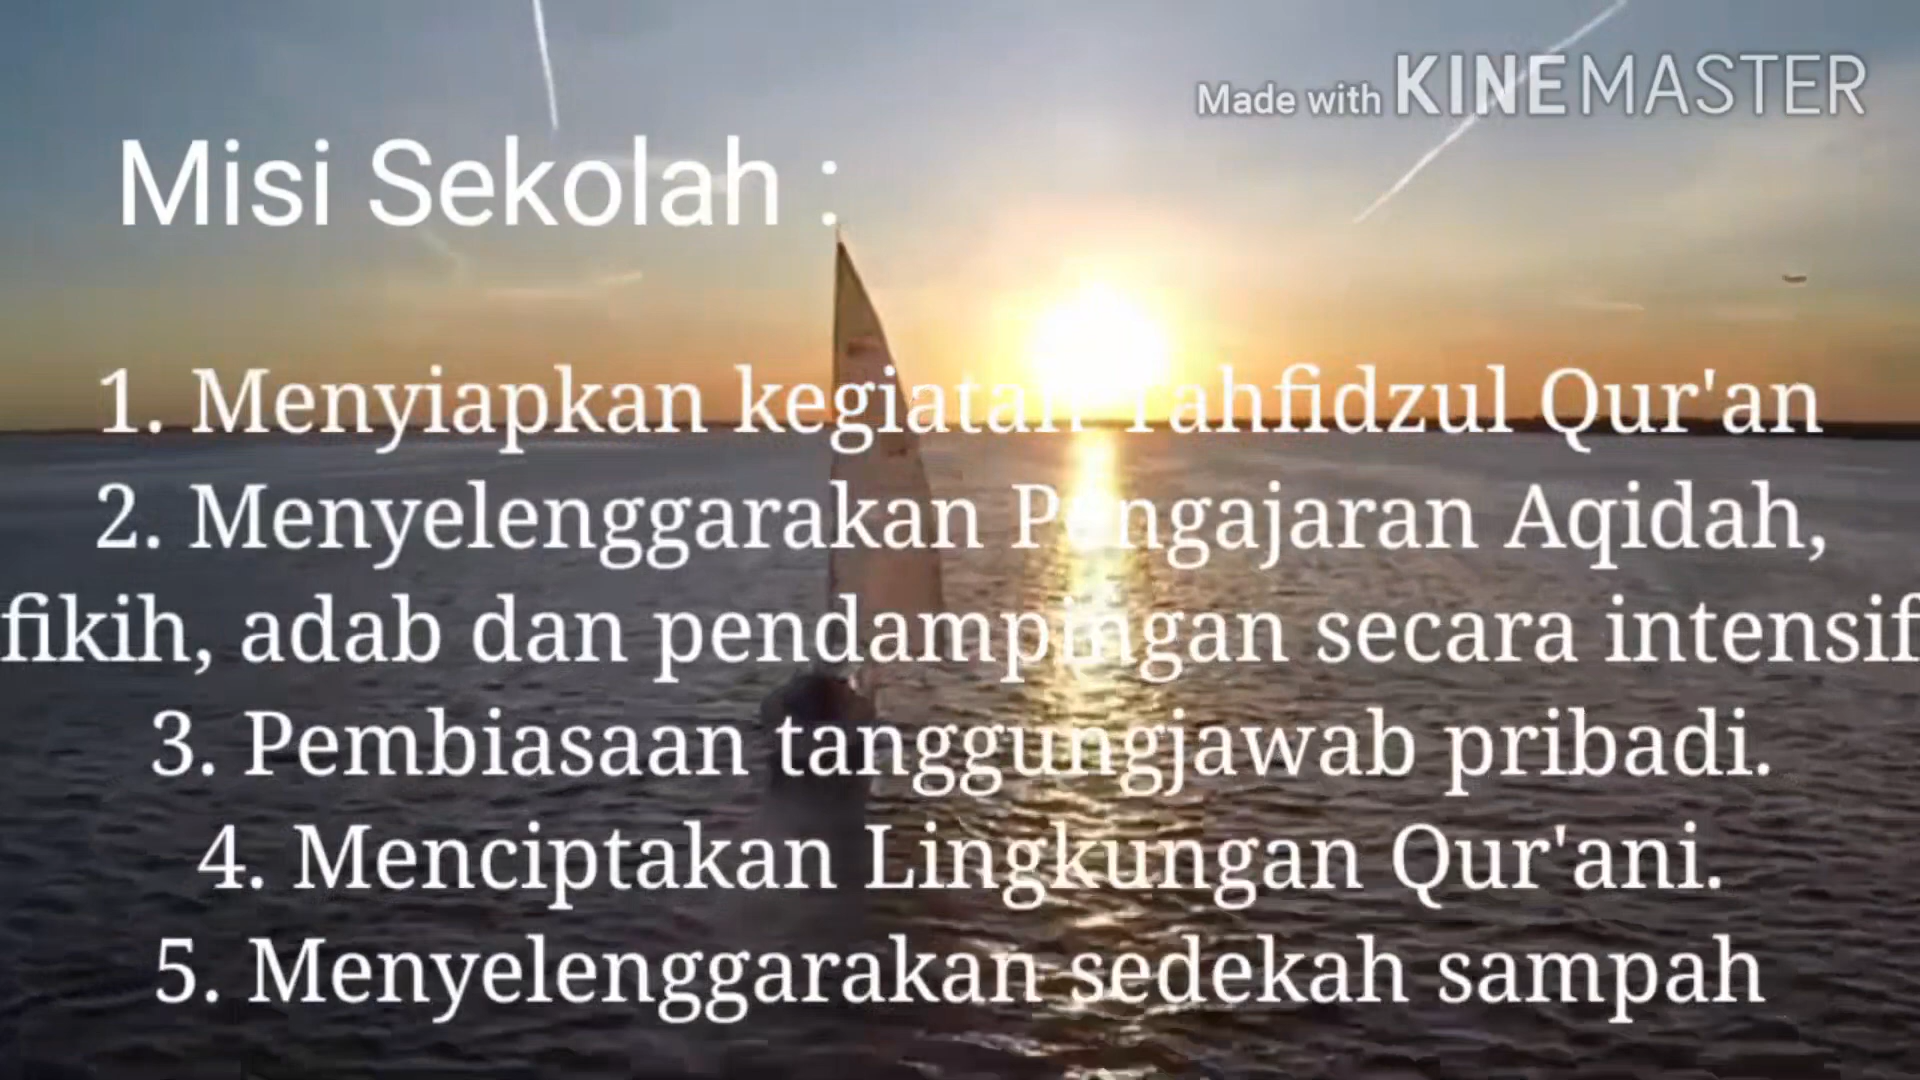 Made with KINEMASTER
Misi Sekolah :
1. Menyiapkan kegiatan Tahfidzul Qur'an
2. Menyelenggarakan Pengajaran Aqidah,
fikih, adab dan pendampingan secara intensif
3. Pembiasaan tanggungjawab pribadi.
4. Menciptakan Lingkungan Qur'ani.
5. Menyelenggarakan sedekah sampah